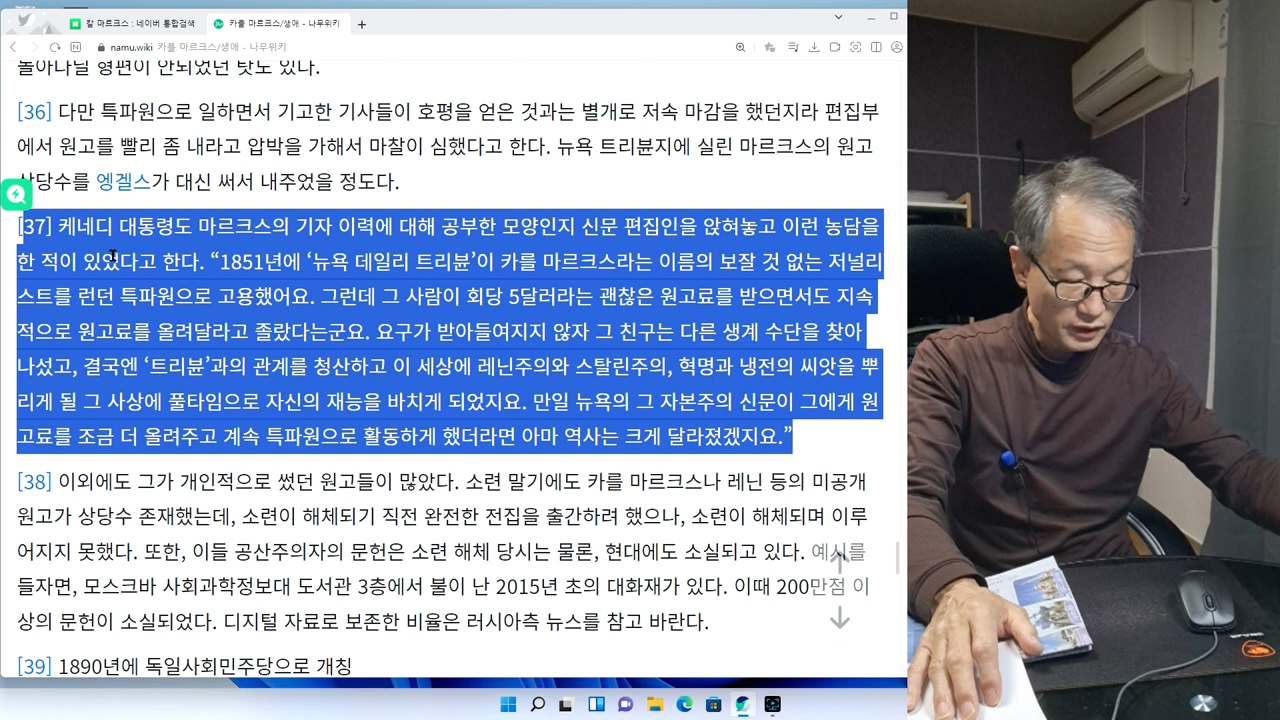 칼 마르크스 : 네이버 통합검색
카를 마르크스/생애 - 나무위키
namu.wiki 카를 마르크스/생애 - 나무위키
돌아다닐 형편이 안되었던 탓도 있다.
[36] 다만 특파원으로 일하면서 기고한 기사들이 호평을 얻은 것과는 별개로 저속 마감을 했던지라 편집부
에서 원고를 빨리 좀 내라고 압박을 가해서 마찰이 심했다고 한다. 뉴욕 트리뷴지에 실린 마르크스의 원고
상당수를 엥겔스가 대신 써서 내주었을 정도다.
[37] 케네디 대통령도 마르크스의 기자 이력에 대해 공부한 모양인지 신문 편집인을 앉혀놓고 이런 농담을
한 적이 있었다고 한다. “1851년에 ‘뉴욕 데일리 트리뷴’이 카를 마르크스라는 이름의 보잘 것 없는 저널리
스트를 런던 특파원으로 고용했어요. 그런데 그 사람이 회당 5달러라는 괜찮은 원고료를 받으면서도 지속
적으로 원고료를 올려달라고 졸랐다는군요. 요구가 받아들여지지 않자 그 친구는 다른 생계 수단을 찾아
나섰고, 결국엔 ‘트리뷴’과의 관계를 청산하고 이 세상에 레닌주의와 스탈린주의, 혁명과 냉전의 씨앗을 뿌
리게 될 그 사상에 풀타임으로 자신의 재능을 바치게 되었지요. 만일 뉴욕의 그 자본주의 신문이 그에게 원
고료를 조금 더 올려주고 계속 특파원으로 활동하게 했더라면 아마 역사는 크게 달라졌겠지요.”
[38] 이외에도 그가 개인적으로 썼던 원고들이 많았다. 소련 말기에도 카를 마르크스나 레닌 등의 미공개
원고가 상당수 존재했는데, 소련이 해체되기 직전 완전한 전집을 출간하려 했으나, 소련이 해체되며 이루
어지지 못했다. 또한, 이들 공산주의자의 문헌은 소련 해체 당시는 물론, 현대에도 소실되고 있다. 예시를
들자면, 모스크바 사회과학정보대 도서관 3층에서 불이 난 2015년 초의 대화재가 있다. 이때 200만점 이
상의 문헌이 소실되었다. 디지털 자료로 보존한 비율은 러시아측 뉴스를 참고 바란다.
[39] 1890년에 독일사회민주당으로 개칭